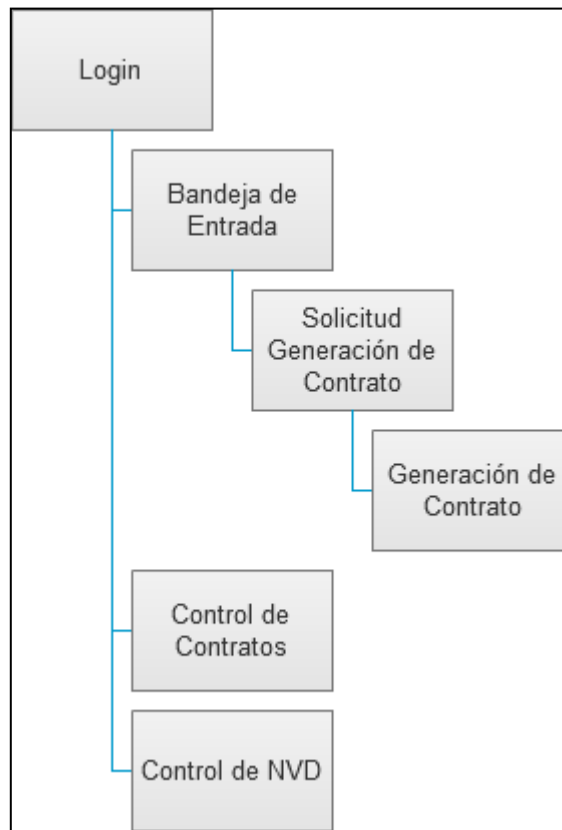 Login
Bandeja de
Entrada
Solicitud
Generación de
Contrato
Generación de
Contrato
Control de
Contratos
Control de NVD